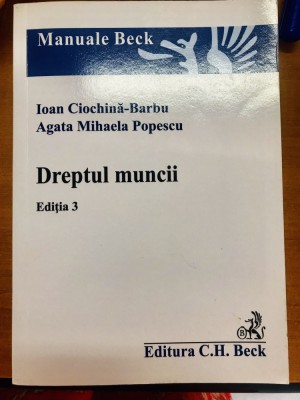 Manuale Beck
Ioan Ciochină-Barbu
Agata Mihaela Popescu
Dreptul muncii
Ediția 3
Editura C.H. Beck